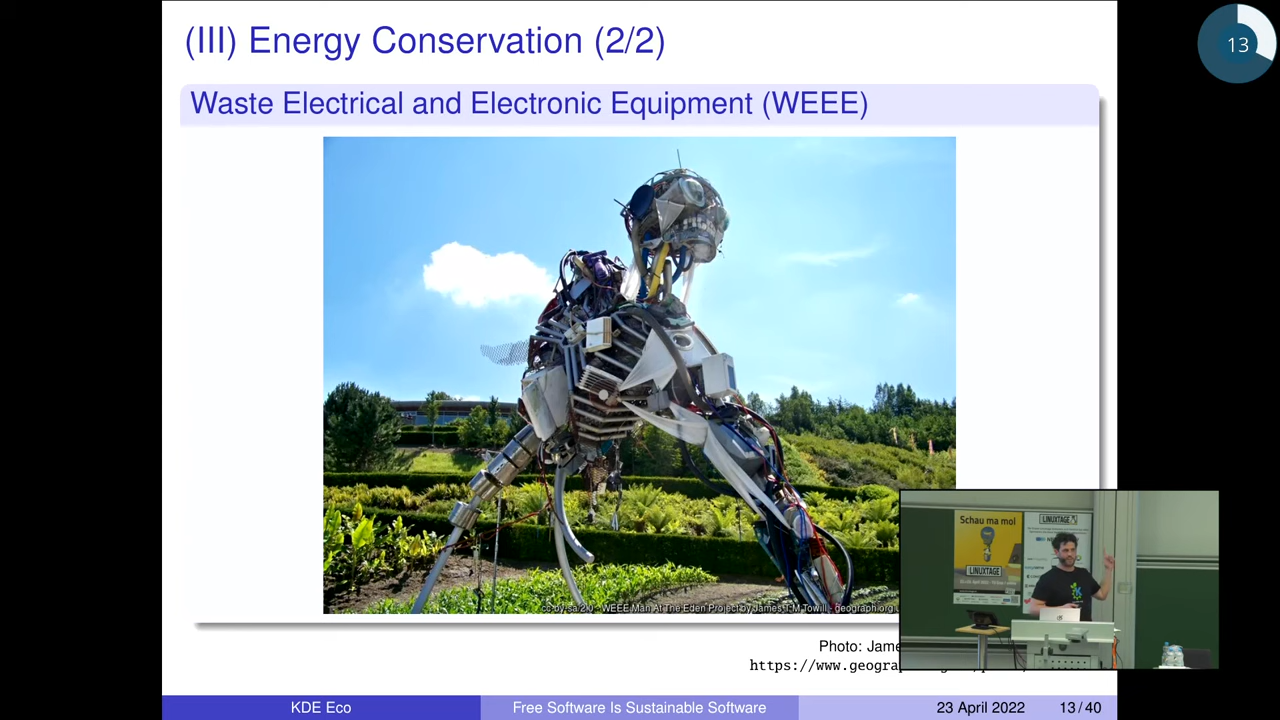 (III) Energy Conservation (2/2)
13
Waste Electrical and Electronic Equipment (WEEE)
cc-by-sa/2.0 - WEEE Man At The Eden Project by James T M Towill - geograph.org
Photo: Jame
https://www.geograp
Schau ma mol
LINUXTAGE
LINUXTAGE
KDE Eco
Free Software Is Sustainable Software
23 April 2022
13/40